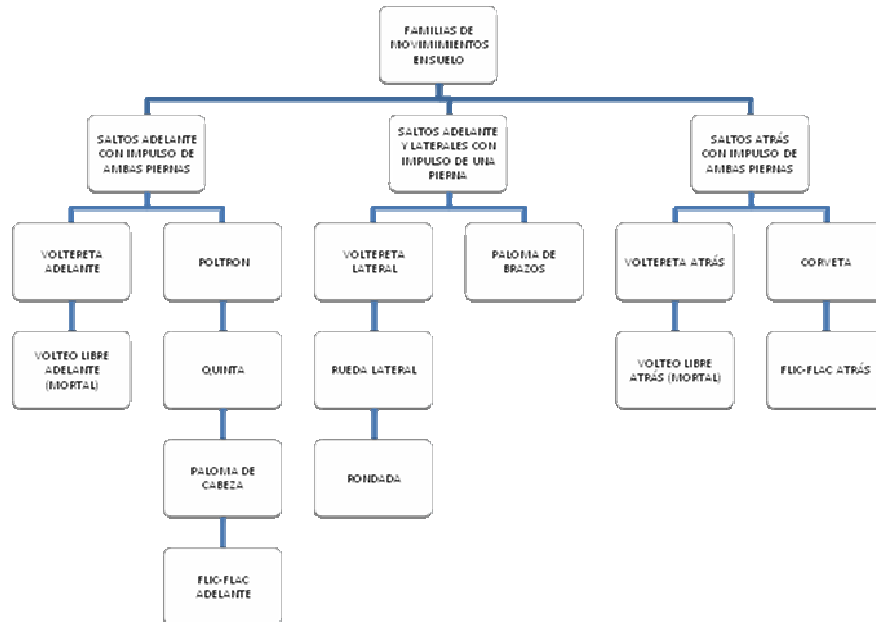 FAMILIAS DE
MOVIMIMIENTOS
EN SUELO
SALTOS ADELANTE
CON IMPULSO DE
AMBAS PIERNAS
SALTOS ADELANTE
Y LATERALES CON
IMPULSO DE UNA
PIERNA
SALTOS ATRÁS
CON IMPULSO DE
AMBAS PIERNAS
VOLTERETA
ADELANTE
POLTRON
VOLTERETA
LATERAL
PALOMA DE
BRAZOS
VOLTERETA ATRÁS
CORVETA
VOLTEO LIBRE
ADELANTE
(MORTAL)
QUINTA
RUEDA LATERAL
VOLTEO LIBRE
ATRÁS (MORTAL)
FLIC-FLAC ATRÁS
PALOMA DE
CABEZA
RONDADA
FLIC-FLAC
ADELANTE